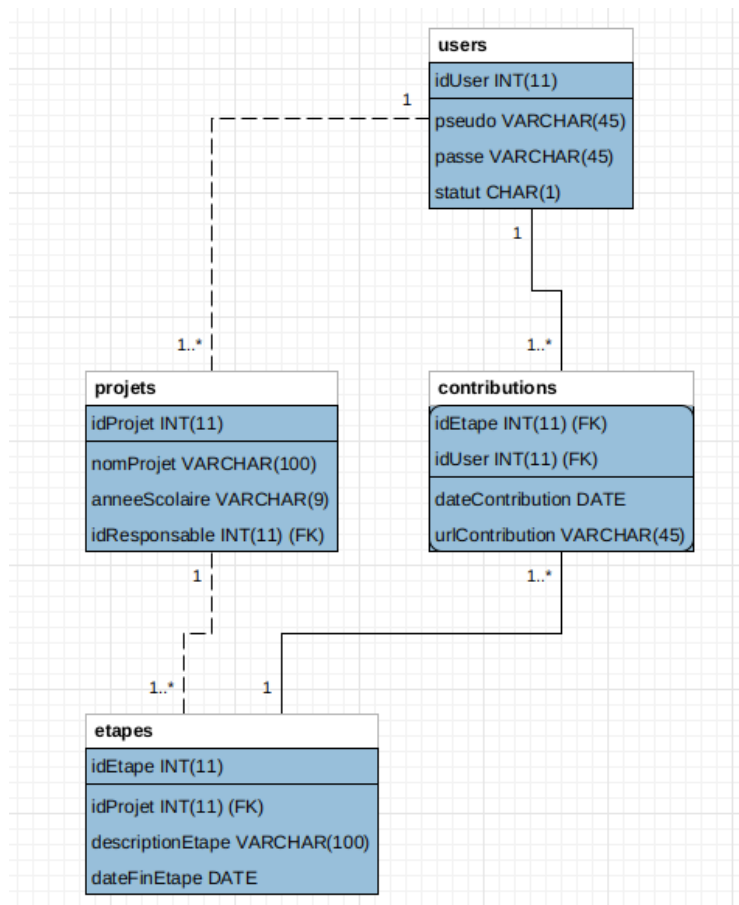 users
idUser INT(11)
pseudo VARCHAR(45)
passe VARCHAR(45)
statut CHAR(1)
1
1
1..*
1..*
projets
idProjet INT(11)
nomProjet VARCHAR(100)
anneeScolaire VARCHAR(9)
idResponsable INT(11) (FK)
contributions
idEtape INT(11) (FK)
idUser INT(11) (FK)
dateContribution DATE
urlContribution VARCHAR(45)
1
1..*
1..*
1
etapes
idEtape INT(11)
idProjet INT(11) (FK)
descriptionEtape VARCHAR(100)
dateFinEtape DATE